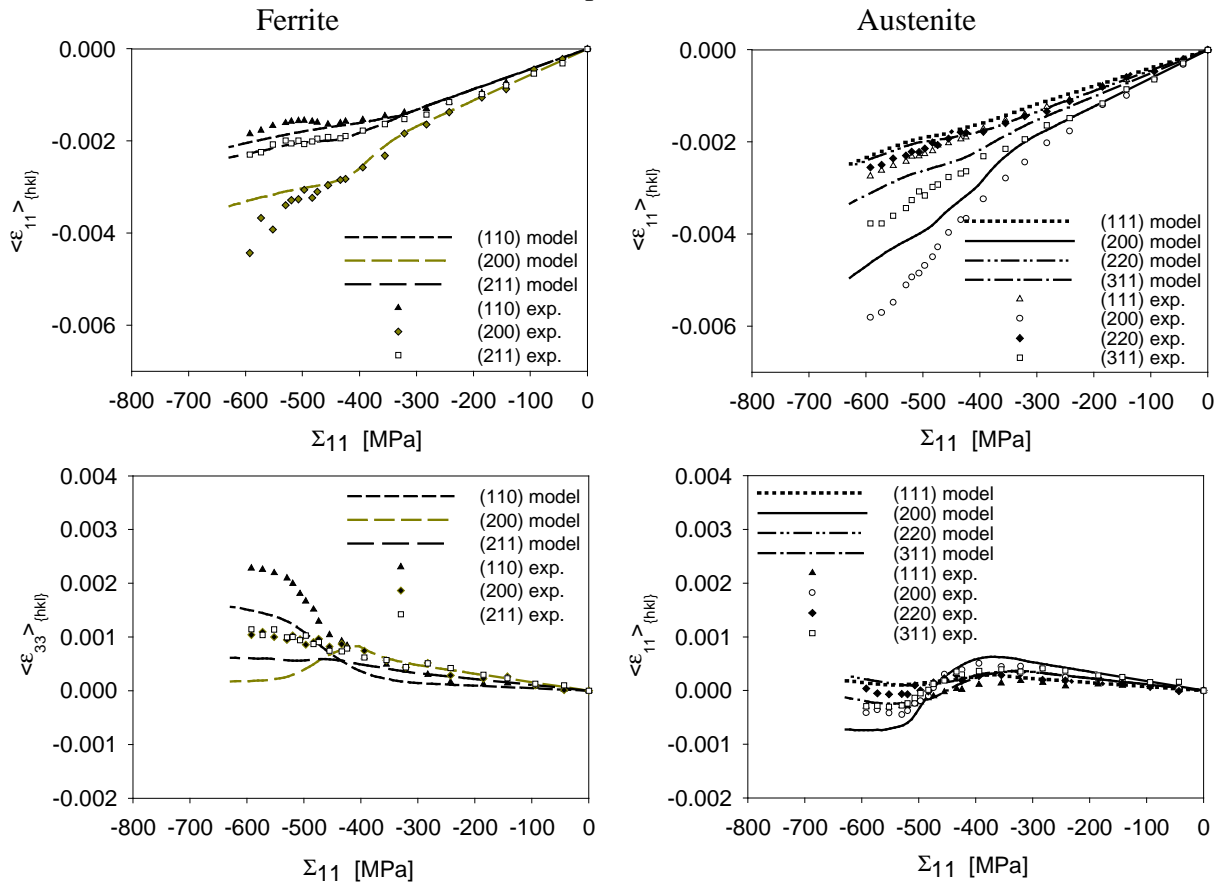 Ferrite
0.000
-0.002
-0.004
-0.006
<ε11>{hkl}
(110) model
(200) model
(211) model
(110) exp.
(200) exp.
(211) exp.
-800 -700 -600 -500 -400 -300 -200 -100 0
Σ11 [MPa]
Austenite
0.000
-0.002
-0.004
-0.006
<ε11>{hkl}
(111) model
(200) model
(220) model
(311) model
(111) exp.
(200) exp.
(220) exp.
(311) exp.
-800 -700 -600 -500 -400 -300 -200 -100 0
Σ11 [MPa]
0.004
0.003
0.002
0.001
0.000
-0.001
-0.002
<ε33>{hkl}
(110) model
(200) model
(211) model
(110) exp.
(200) exp.
(211) exp.
-800 -700 -600 -500 -400 -300 -200 -100 0
Σ11 [MPa]
0.004
0.003
0.002
0.001
0.000
-0.001
-0.002
<ε11>{hkl}
(111) model
(200) model
(220) model
(311) model
(111) exp.
(200) exp.
(220) exp.
(311) exp.
-800 -700 -600 -500 -400 -300 -200 -100 0
Σ11 [MPa]